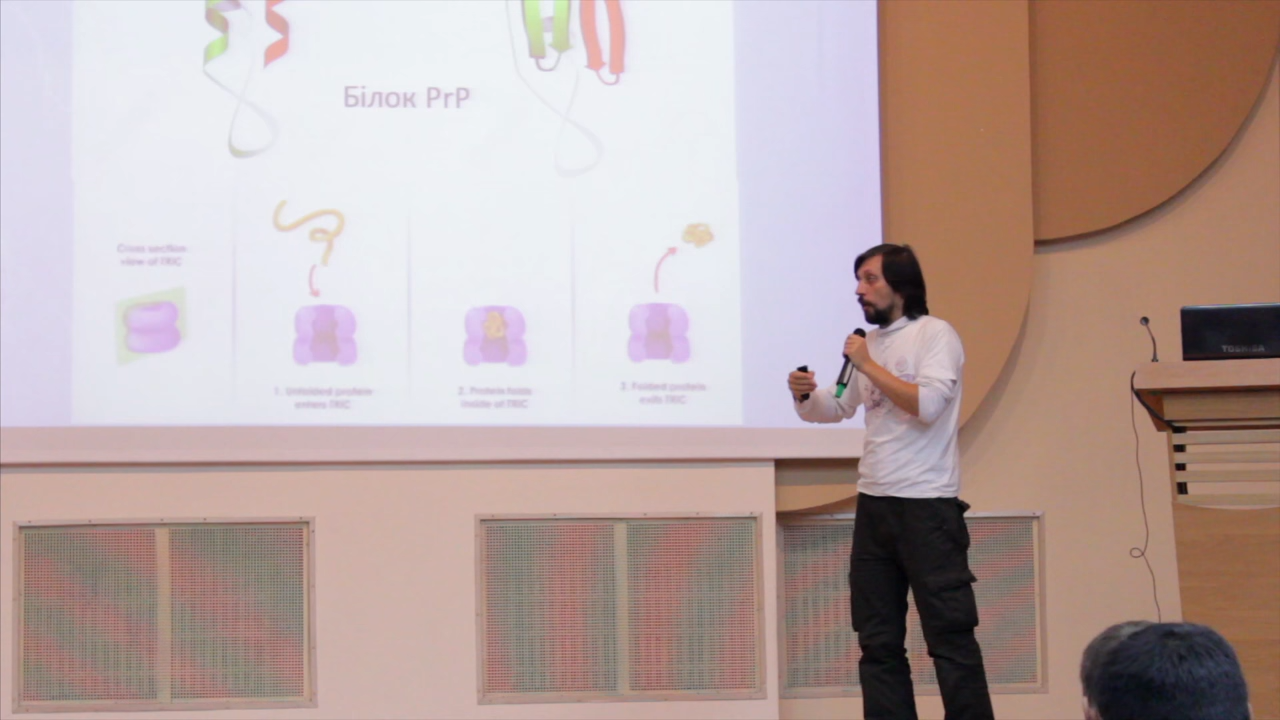 Білок PrP
Cross section
view of TRiC
1. Unfolded protein
enters TRiC
2. Protein folds
inside of TRiC
3. Folded protein
exits TRiC
TOSHIBA